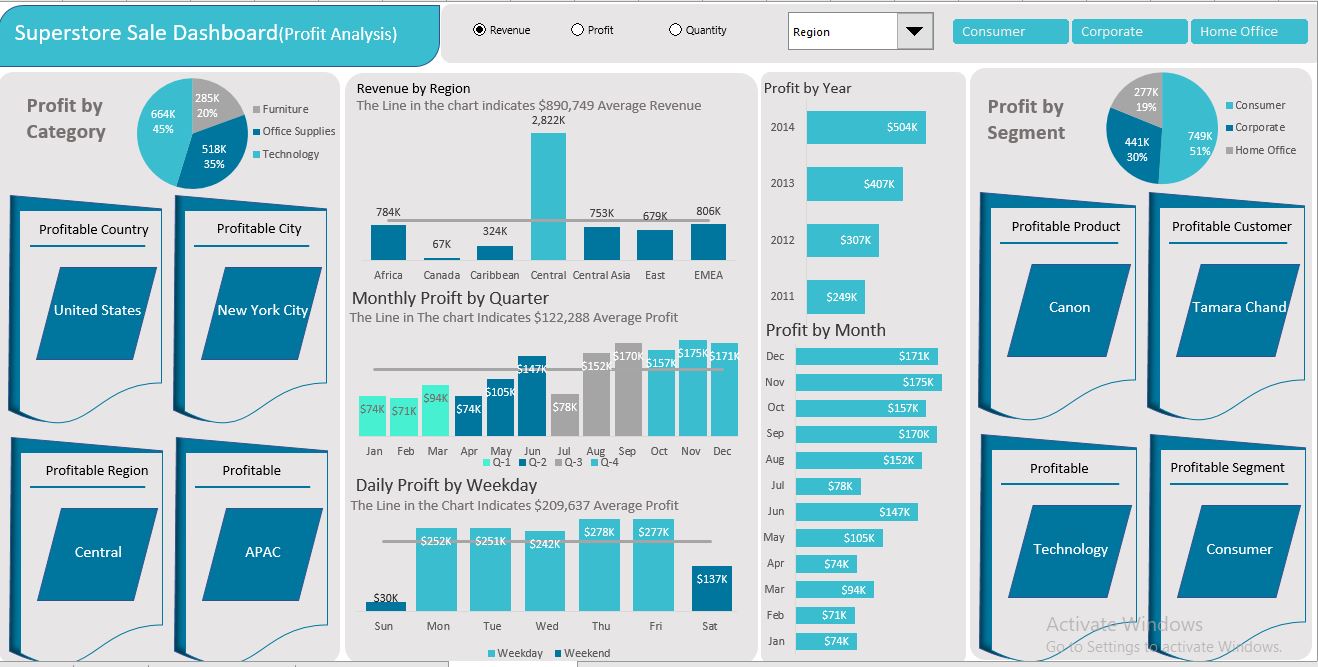 Superstore Sale Dashboard(Profit Analysis)
Revenue
Profit
Quantity
Region
Consumer
Corporate
Home Office
Profit by
Category
285K
20%
664K
45%
518K
35%
Furniture
Office Supplies
Technology
Profitable Country
United States
Profitable City
New York City
Profitable Region
Central
Profitable
APAC
Revenue by Region
The Line in the chart indicates $890,749 Average Revenue
2,822K
784K
67K
324K
753K
679K
806K
Africa
Canada
Caribbean
Central
Central Asia
East
EMEA
Monthly Proift by Quarter
The Line in The chart Indicates $122,288 Average Profit
$74K
$71K
$94K
$74K
$105K
$147K
$78K
$152K
$170K
$157K
$175K
$171K
Jan
Feb
Mar
Apr
May
Jun
Jul
Aug
Sep
Oct
Nov
Dec
Q-1
Q-2
Q-3
Q-4
Daily Proift by Weekday
The Line in the Chart Indicates $209,637 Average Profit
$30K
$252K
$251K
$242K
$278K
$277K
$137K
Sun
Mon
Tue
Wed
Thu
Fri
Sat
Weekday
Weekend
Profit by Year
2014
$504K
2013
$407K
2012
$307K
2011
$249K
Profit by Month
Dec
$171K
Nov
$175K
Oct
$157K
Sep
$170K
Aug
$152K
Jul
$78K
Jun
$147K
May
$105K
Apr
$74K
Mar
$94K
Feb
$71K
Jan
$74K
Profit by
Segment
277K
19%
749K
51%
441K
30%
Consumer
Corporate
Home Office
Profitable Product
Canon
Profitable Customer
Tamara Chand
Profitable
Technology
Profitable Segment
Consumer
Activate Windows
Go to Settings to activate Windows.